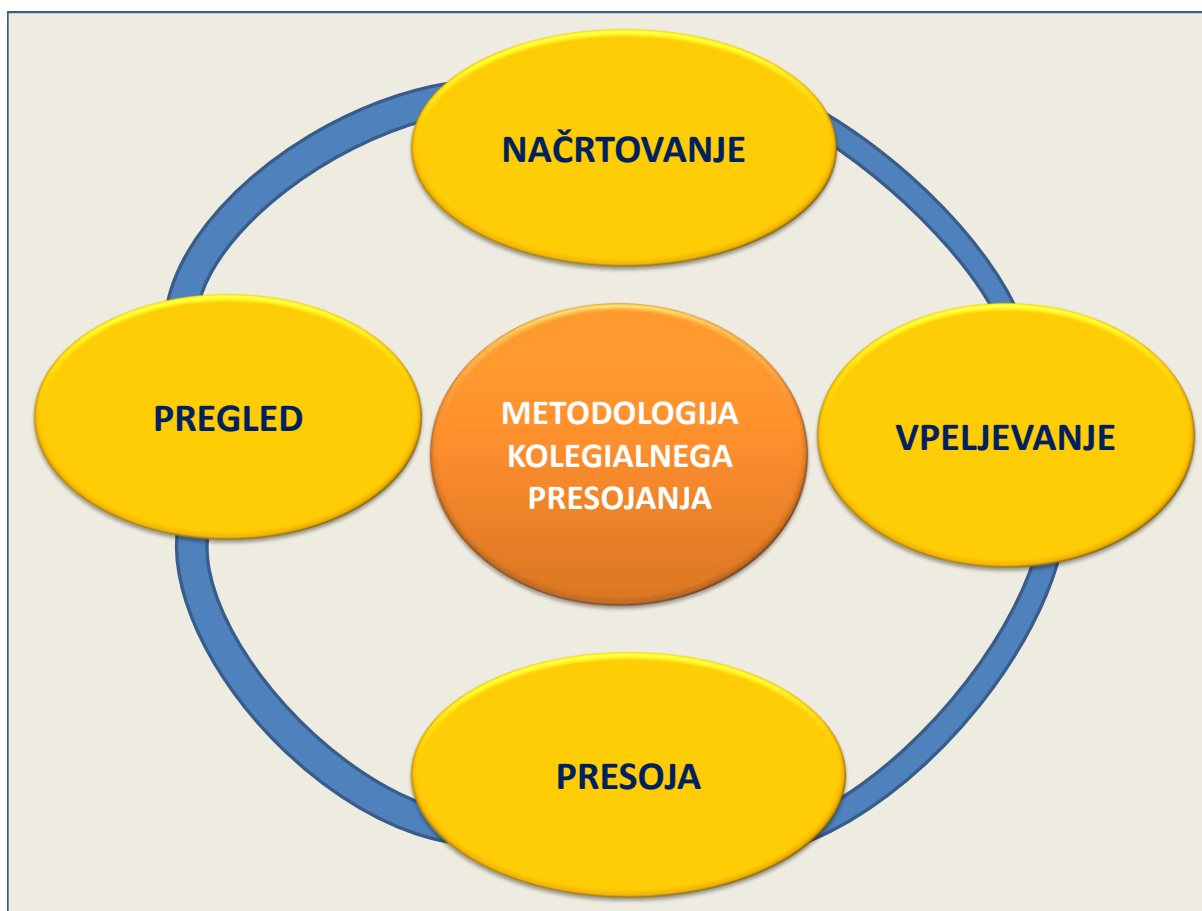 NAČRTOVANJE
PREGLED
METODOLOGIJA
KOLEGIALNEGA
PRESOJANJA
VPELJEVANJE
PRESOJA